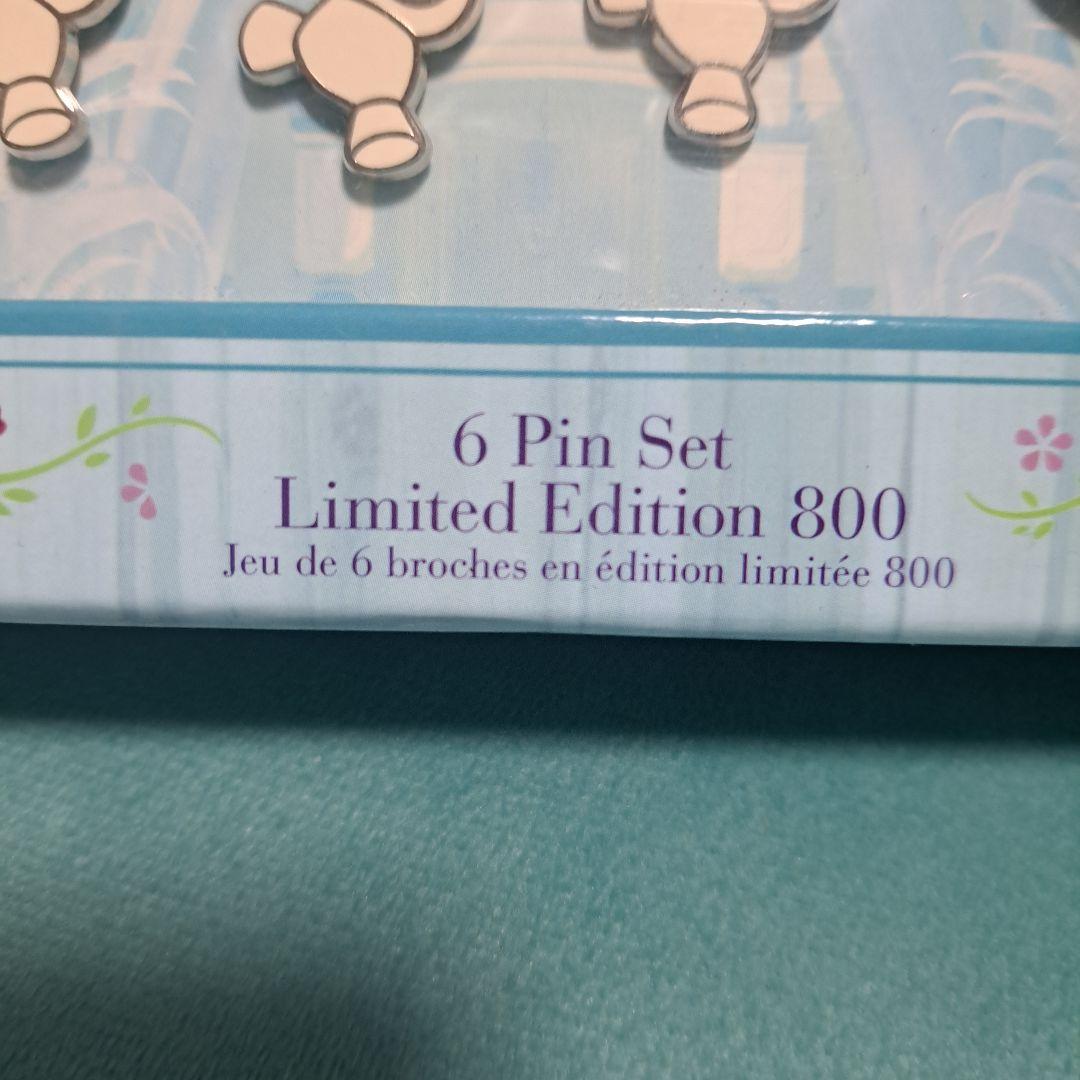 6 Pin Set
Limited Edition 800
Jeu de 6 broches en édition limitée 800